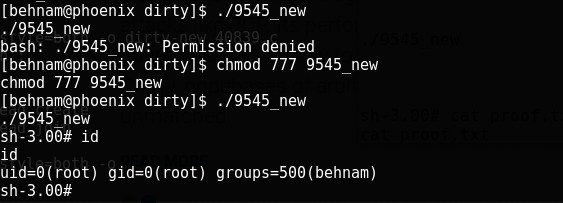 [behnam@phoenix dirty]$ ./9545_new
./9545_new
bash: ./9545_new: Permission denied
[behnam@phoenix dirty]$ chmod 777 9545_new
chmod 777 9545_new
[behnam@phoenix dirty]$ ./9545_new
./9545_new
sh-3.00# id
id
uid=0(root) gid=0(root) groups=500(behnam)
sh-3.00#